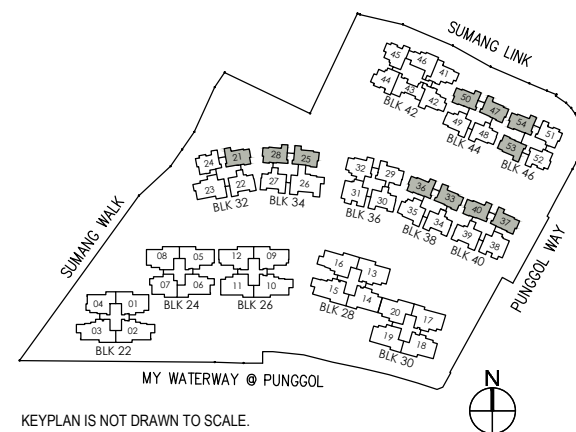 SUMANG LINK
45 46 41
44 43 42
BLK 42
50 47 54 51
49 48 53 52
BLK 44
BLK 46
24 21 28 25
23 22 27 26
BLK 32
BLK 34
32 29 36 33 40 37
31 30 35 34 39 38
BLK 36
BLK 38
BLK 40
SUMANG WALK
PUNGGOL WAY
08 05 12 09
07 06 11 10
BLK 24
BLK 26
16 13
15 14
BLK 28
20 17
19 18
BLK 30
04 01
03 02
BLK 22
MY WATERWAY @ PUNGGOL
N
KEYPLAN IS NOT DRAWN TO SCALE.